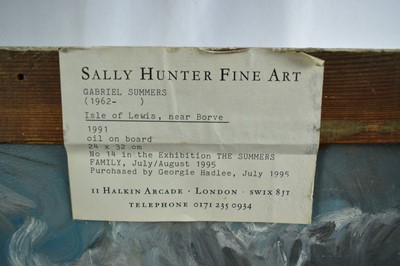 SALLY HUNTER FINE ART
GABRIEL SUMMERS
(1962- )
Isle of Lewis, near Borve
1991
oil on board
24 x 32 cm
No 14 in the Exhibition THE SUMMERS
FAMILY, July/August 1995
Purchased by Georgie Hadlee, July 1995
11 HALKIN ARCADE · LONDON · SW1X 8JT
TELEPHONE 0171 235 0934